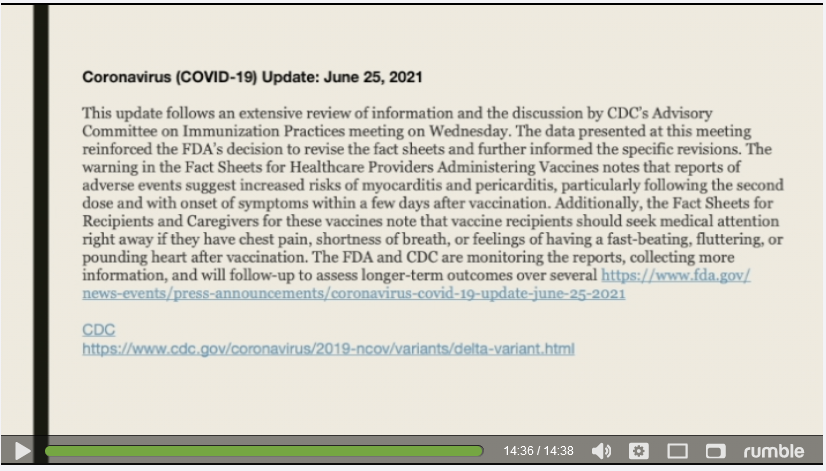 Coronavirus (COVID-19) Update: June 25, 2021
This update follows an extensive review of information and the discussion by CDC's Advisory
Committee on Immunization Practices meeting on Wednesday. The data presented at this meeting
reinforced the FDA's decision to revise the fact sheets and further informed the specific revisions. The
warning in the Fact Sheets for Healthcare Providers Administering Vaccines notes that reports of
adverse events suggest increased risks of myocarditis and pericarditis, particularly following the second
dose and with onset of symptoms within a few days after vaccination. Additionally, the Fact Sheets for
Recipients and Caregivers for these vaccines note that vaccine recipients should seek medical attention
right away if they have chest pain, shortness of breath, or feelings of having a fast-beating, fluttering, or
pounding heart after vaccination. The FDA and CDC are monitoring the reports, collecting more
information, and will follow-up to assess longer-term outcomes over several https://www.fda.gov/
news-events/press-announcements/coronavirus-covid-19-update-june-25-2021
CDC
https://www.cdc.gov/coronavirus/2019-ncov/variants/delta-variant.html
14:36 / 14:38 rumble